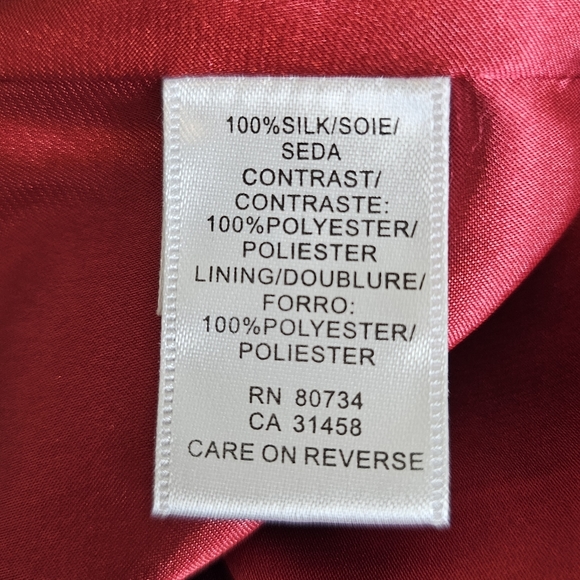 100%SILK/SOIE/
SEDA
CONTRAST/
CONTRASTE:
100%POLYESTER/
POLIESTER
LINING/DOUBLURE/
FORRO:
100%POLYESTER/
POLIESTER
RN 80734
CA 31458
CARE ON REVERSE